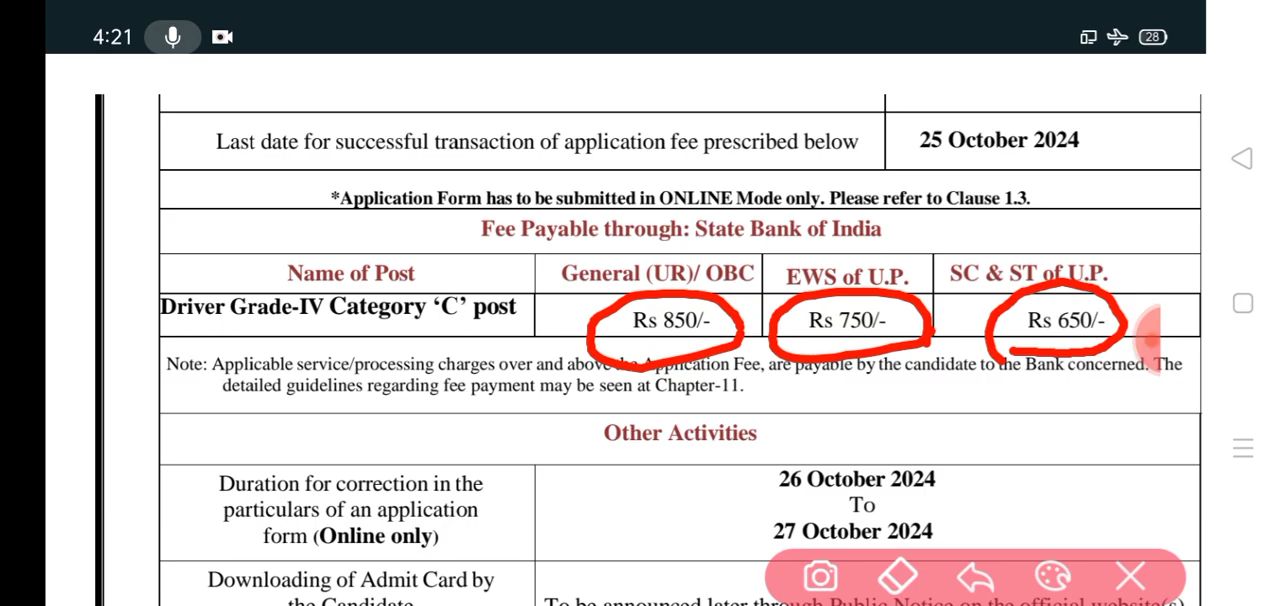 4:21
28
Last date for successful transaction of application fee prescribed below
25 October 2024
*Application Form has to be submitted in ONLINE Mode only. Please refer to Clause 1.3.
Fee Payable through: State Bank of India
Name of Post
General (UR)/ OBC
EWS of U.P.
SC & ST of U.P.
Driver Grade-IV Category ‘C’ post
Rs 850/-
Rs 750/-
Rs 650/-
Note: Applicable service/processing charges over and above the Application Fee, are payable by the candidate to the Bank concerned. The
detailed guidelines regarding fee payment may be seen at Chapter-11.
Other Activities
Duration for correction in the
particulars of an application
form (Online only)
26 October 2024
To
27 October 2024
Downloading of Admit Card by
the Candidate
To be announced later through Public Notice on the official website(s)